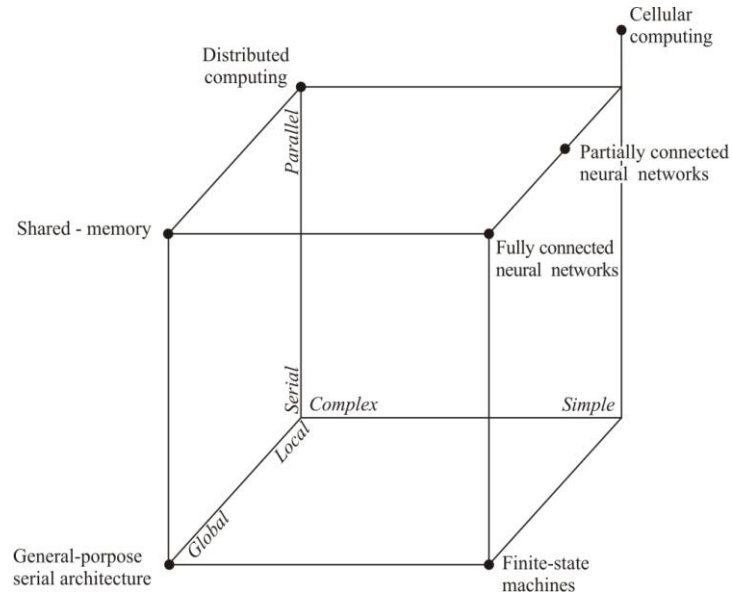 Cellular
computing
Distributed
computing
Parallel
Partially connected
neural networks
Shared - memory
Fully connected
neural networks
Serial
Complex
Simple
Local
Global
General-porpose
serial architecture
Finite-state
machines